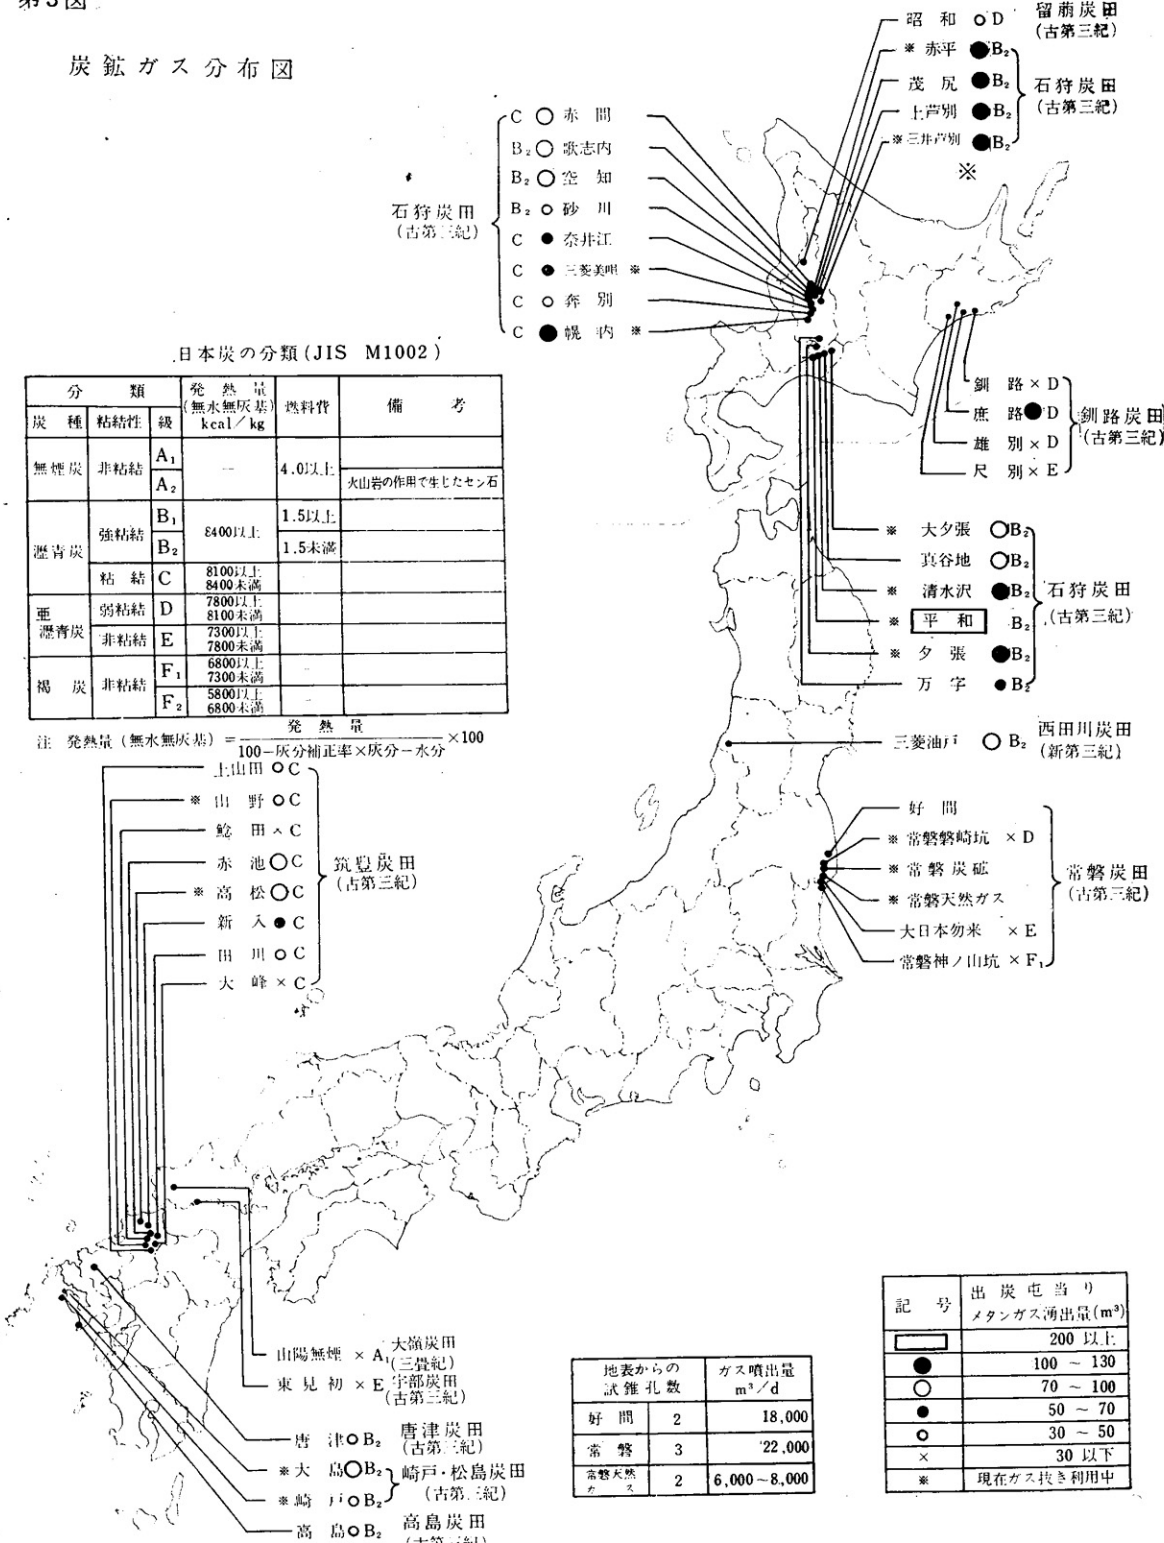 第3図
炭鉱ガス分布図
昭和 ○ D 留萠炭田
(古第三紀)
※ 赤平 ● B₂
茂尻 ● B₂ 石狩炭田
上芦別 ● B₂ (古第三紀)
※ 三井芦別 ● B₂
※
C ○ 赤間
B₂ ○ 歌志内
B₂ ○ 空知
石狩炭田
(古第三紀)
B₂ ○ 砂川
C ● 奈井江
C ● 三菱美唄 ※
C ○ 奔別
C ● 幌内 ※
釧路 × D
庶路 ● D 釧路炭田
雄別 × D (古第三紀)
尺別 × E
日本炭の分類(JIS M1002)
分類 発熱量(無水無灰基) kcal/kg 燃料費 備考
炭種 粘結性 級
無煙炭 非粘結 A₁ — 4.0以上
A₂ 火山岩の作用で生じたセン石
瀝青炭 強粘結 B₁ 8400以上 1.5以上
B₂ 1.5未満
粘結 C 8100以上 8400未満
亜瀝青炭 弱粘結 D 7800以上 8100未満
非粘結 E 7300以上 7800未満
褐炭 非粘結 F₁ 6800以上 7300未満
F₂ 5800以上 6800未満
注 発熱量(無水無灰基)= 発熱量 / 100−灰分補正率×灰分−水分 ×100
※ 大夕張 ○ B₂
真谷地 ○ B₂
※ 清水沢 ● B₂ 石狩炭田
※ 平和 B₂ (古第三紀)
※ 夕張 ● B₂
万字 ● B₂
三菱油戸 ○ B₂ 西田川炭田
(新第三紀)
好間
※ 常磐磐崎坑 × D
※ 常磐炭砿 常磐炭田
※ 常磐天然ガス (古第三紀)
大日本勿来 × E
常磐神ノ山坑 × F₁
上山田 ○ C
※ 山野 ○ C
鯰田 × C
赤池 ○ C 筑豊炭田
※ 高松 ○ C (古第三紀)
新入 ● C
田川 ○ C
大峰 × C
山陽無煙 × A₁ 大嶺炭田
(三畳紀)
東見初 × E 宇部炭田
(古第三紀)
唐津 ○ B₂ 唐津炭田
(古第三紀)
※ 大島 ○ B₂ 崎戸・松島炭田
※ 崎戸 ○ B₂ (古第三紀)
高島 ○ B₂ 高島炭田
(古第三紀)
地表からの試錐孔数 ガス噴出量 m³/d
好間 2 18,000
常磐 3 22,000
常磐天然ガス 2 6,000~8,000
記号 出炭屯当りメタンガス湧出量(m³)
200 以上
● 100 ~ 130
○ 70 ~ 100
● 50 ~ 70
○ 30 ~ 50
× 30 以下
※ 現在ガス抜き利用中